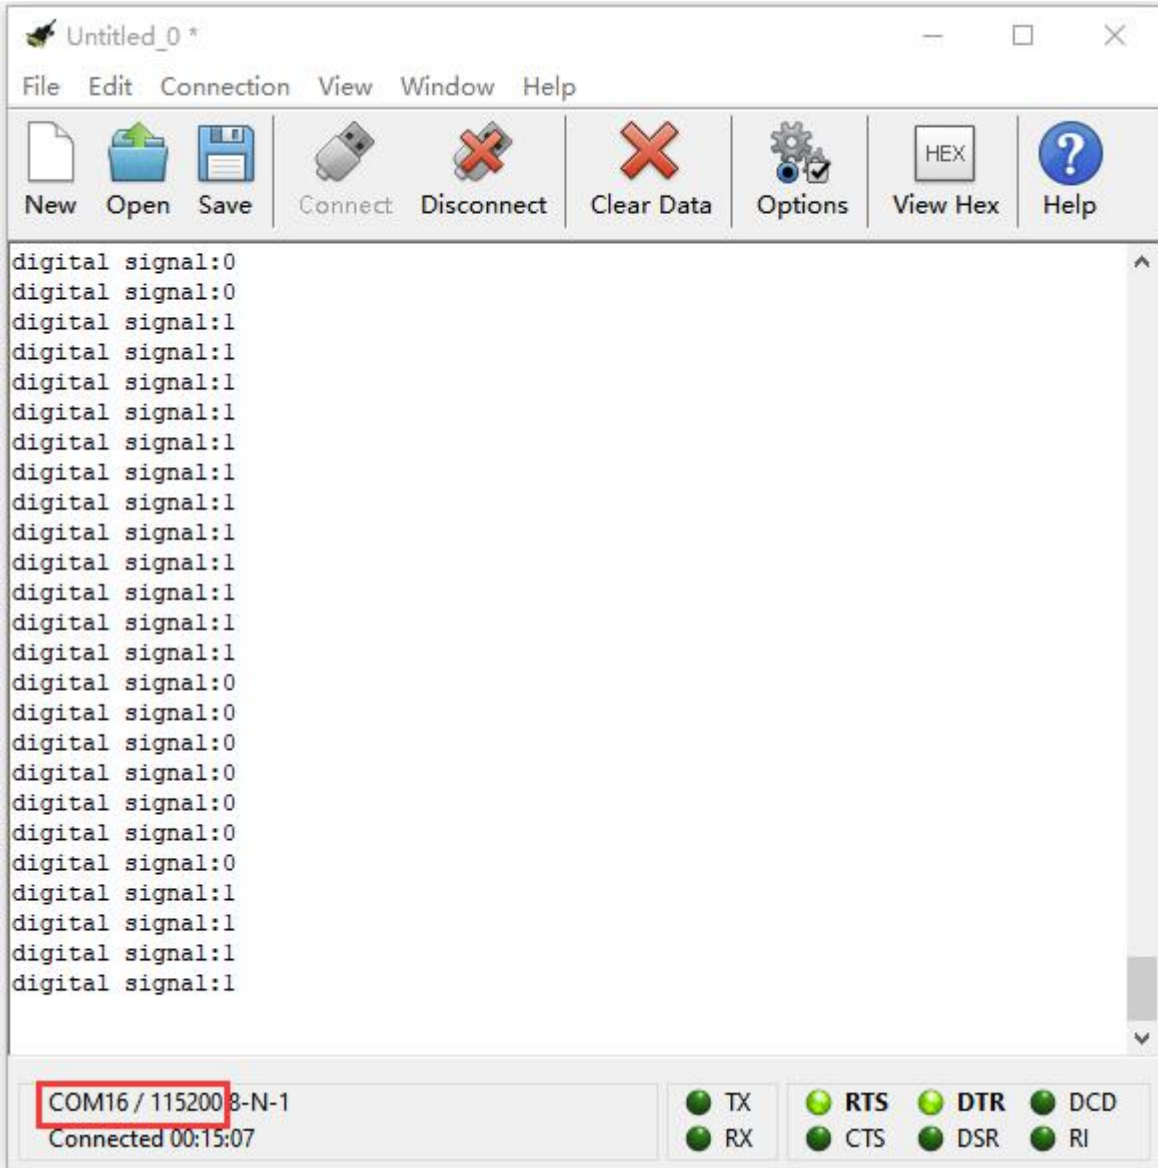 Untitled_0 *
File Edit Connection View Window Help
HEX
New Open Save Connect Disconnect Clear Data Options View Hex Help
digital signal:0
digital signal:0
digital signal:1
digital signal:1
digital signal:1
digital signal:1
digital signal:1
digital signal:1
digital signal:1
digital signal:1
digital signal:1
digital signal:1
digital signal:1
digital signal:1
digital signal:0
digital signal:0
digital signal:0
digital signal:0
digital signal:0
digital signal:0
digital signal:0
digital signal:1
digital signal:1
digital signal:1
digital signal:1
COM16 / 115200 8-N-1 TX RTS DTR DCD
Connected 00:15:07 RX CTS DSR RI